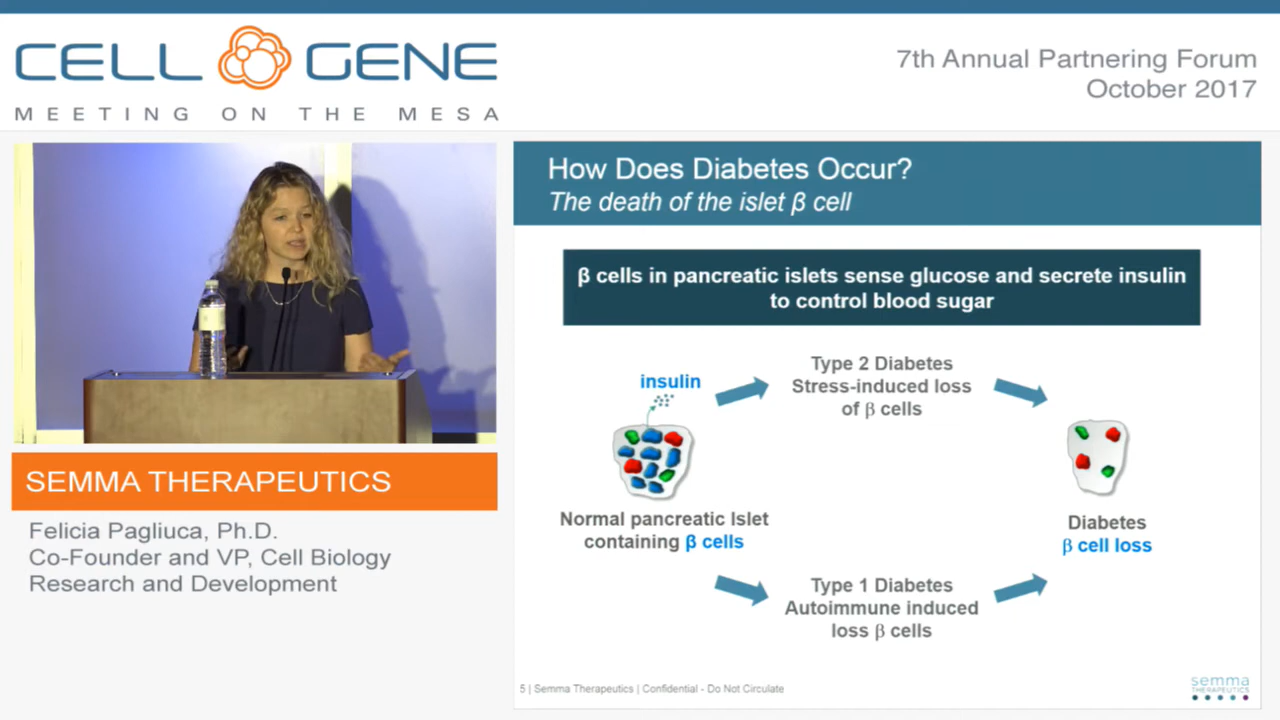 CELL GENE
MEETING ON THE MESA
7th Annual Partnering Forum
October 2017
SEMMA THERAPEUTICS
Felicia Pagliuca, Ph.D.
Co-Founder and VP, Cell Biology
Research and Development
How Does Diabetes Occur?
The death of the islet β cell
β cells in pancreatic islets sense glucose and secrete insulin
to control blood sugar
insulin
Normal pancreatic Islet
containing β cells
Type 2 Diabetes
Stress-induced loss
of β cells
Type 1 Diabetes
Autoimmune induced
loss β cells
Diabetes
β cell loss
5 | Semma Therapeutics | Confidential - Do Not Circulate
semma
THERAPEUTICS